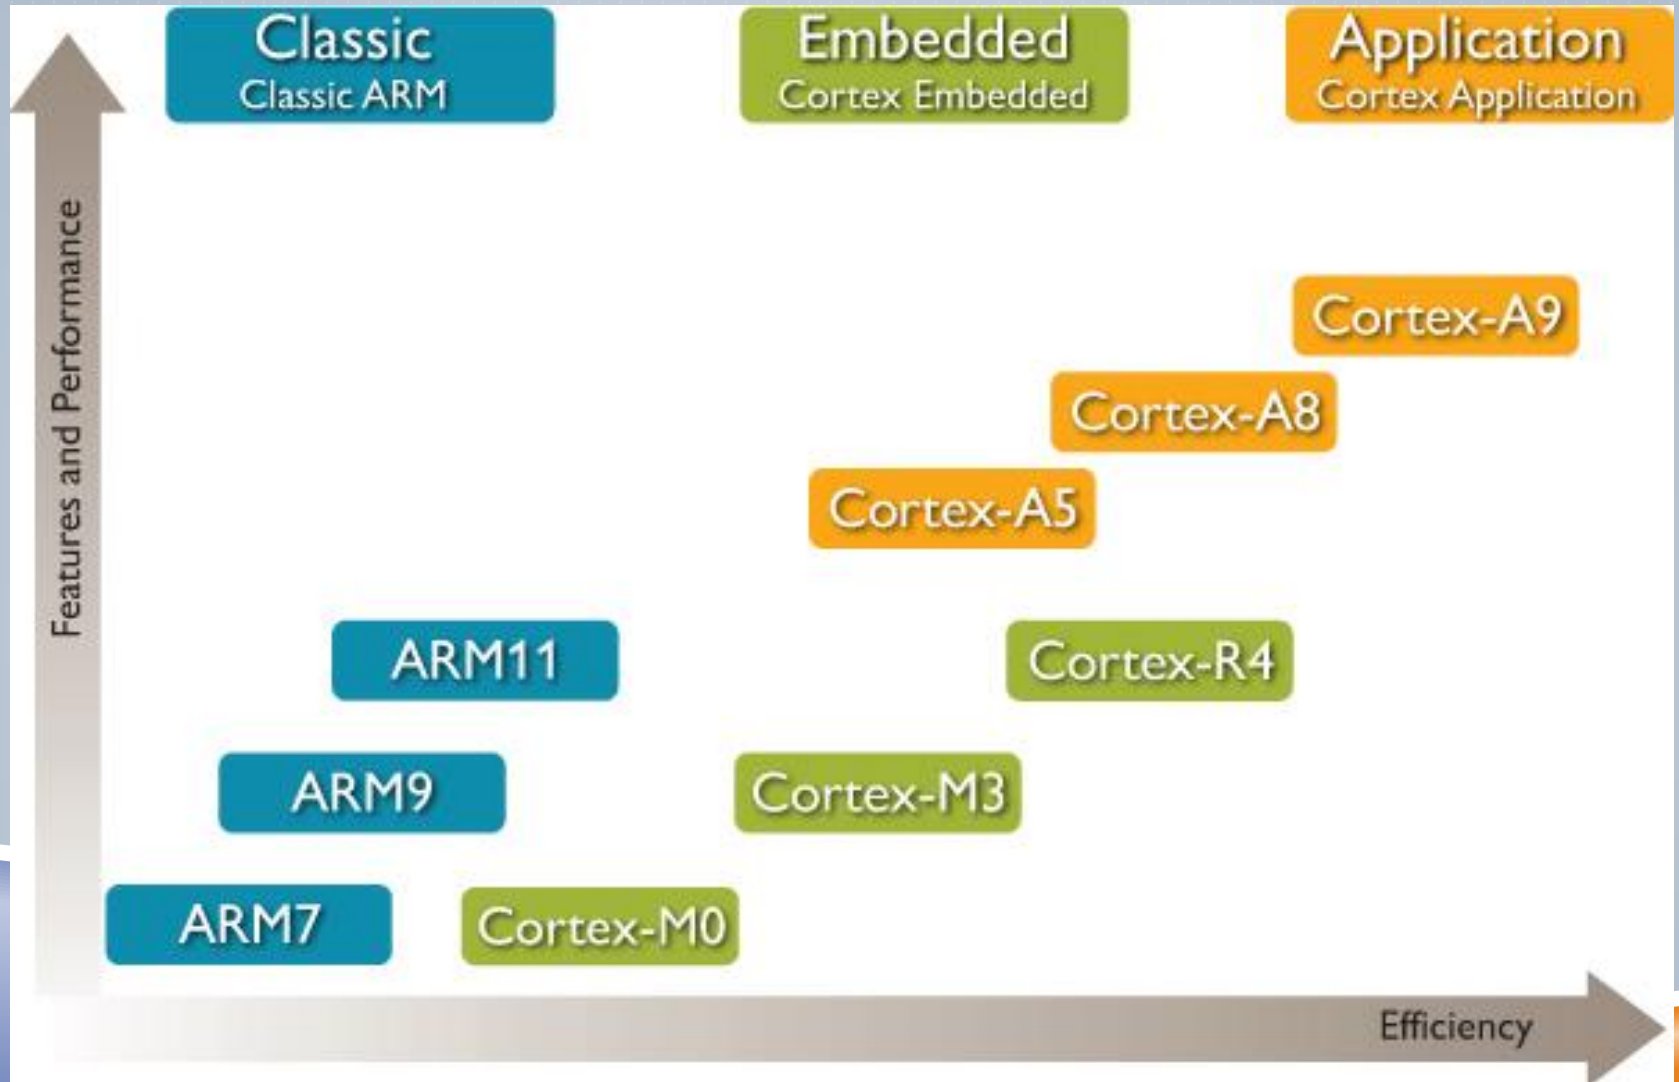 Classic
Classic ARM
Embedded
Cortex Embedded
Application
Cortex Application
Features and Performance
Cortex-A9
Cortex-A8
Cortex-A5
ARM11
Cortex-R4
ARM9
Cortex-M3
ARM7
Cortex-M0
Efficiency